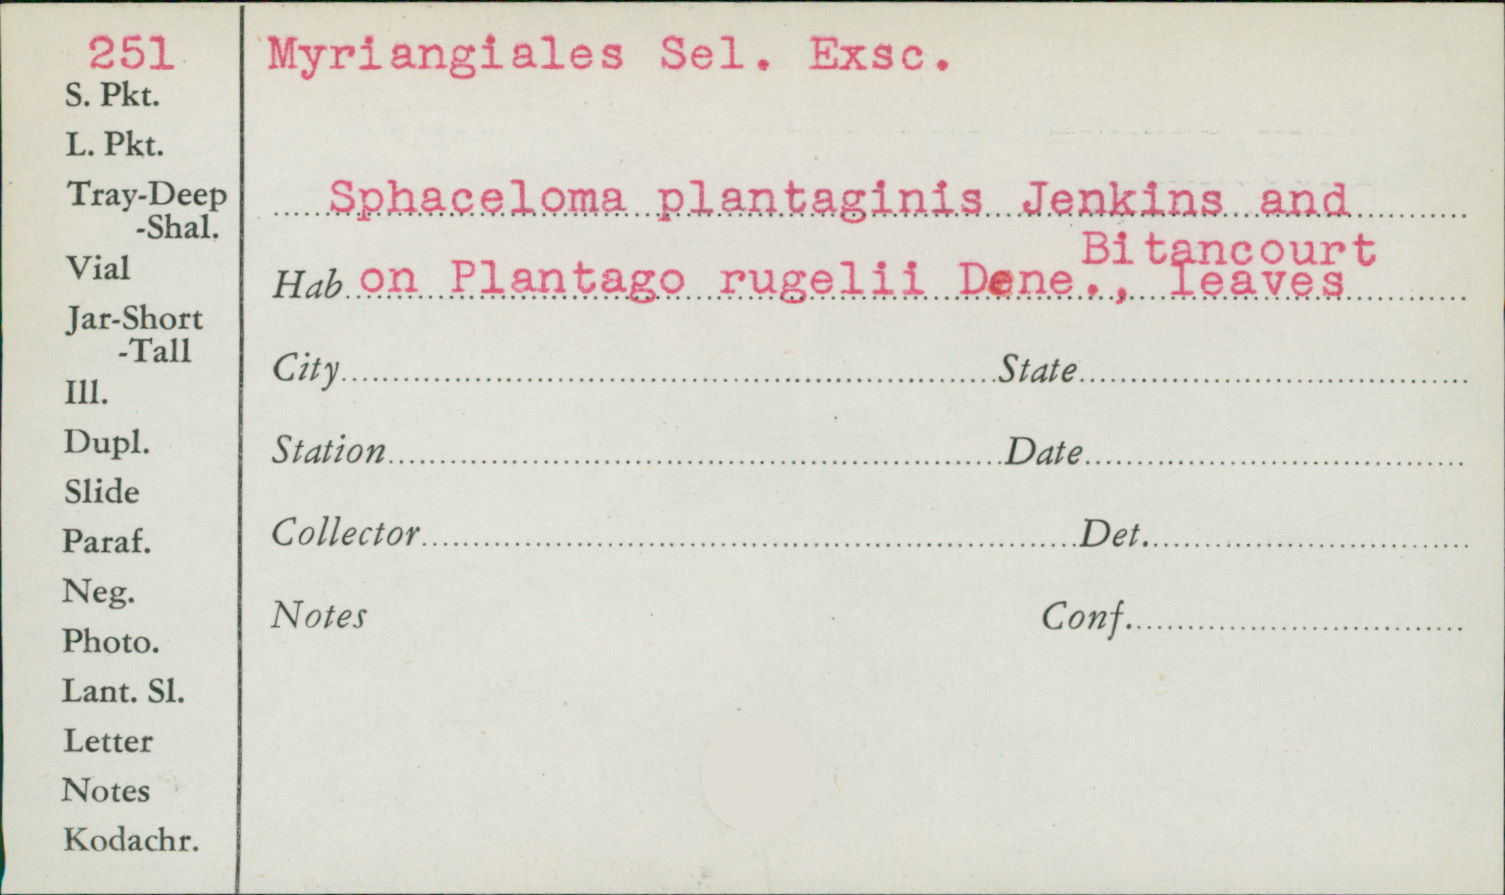 251
S. Pkt.
L. Pkt.
Tray-Deep
-Shal.
Vial
Jar-Short
-Tall
Ill.
Dupl.
Slide
Paraf.
Neg.
Photo.
Lant. Sl.
Letter
Notes
Kodachr.
Myriangiales Sel. Exsc.
Sphaceloma plantaginis Jenkins and
Bitancourt
Hab on Plantago rugelii Dene., leaves
City State
Station Date
Collector Det.
Notes Conf.